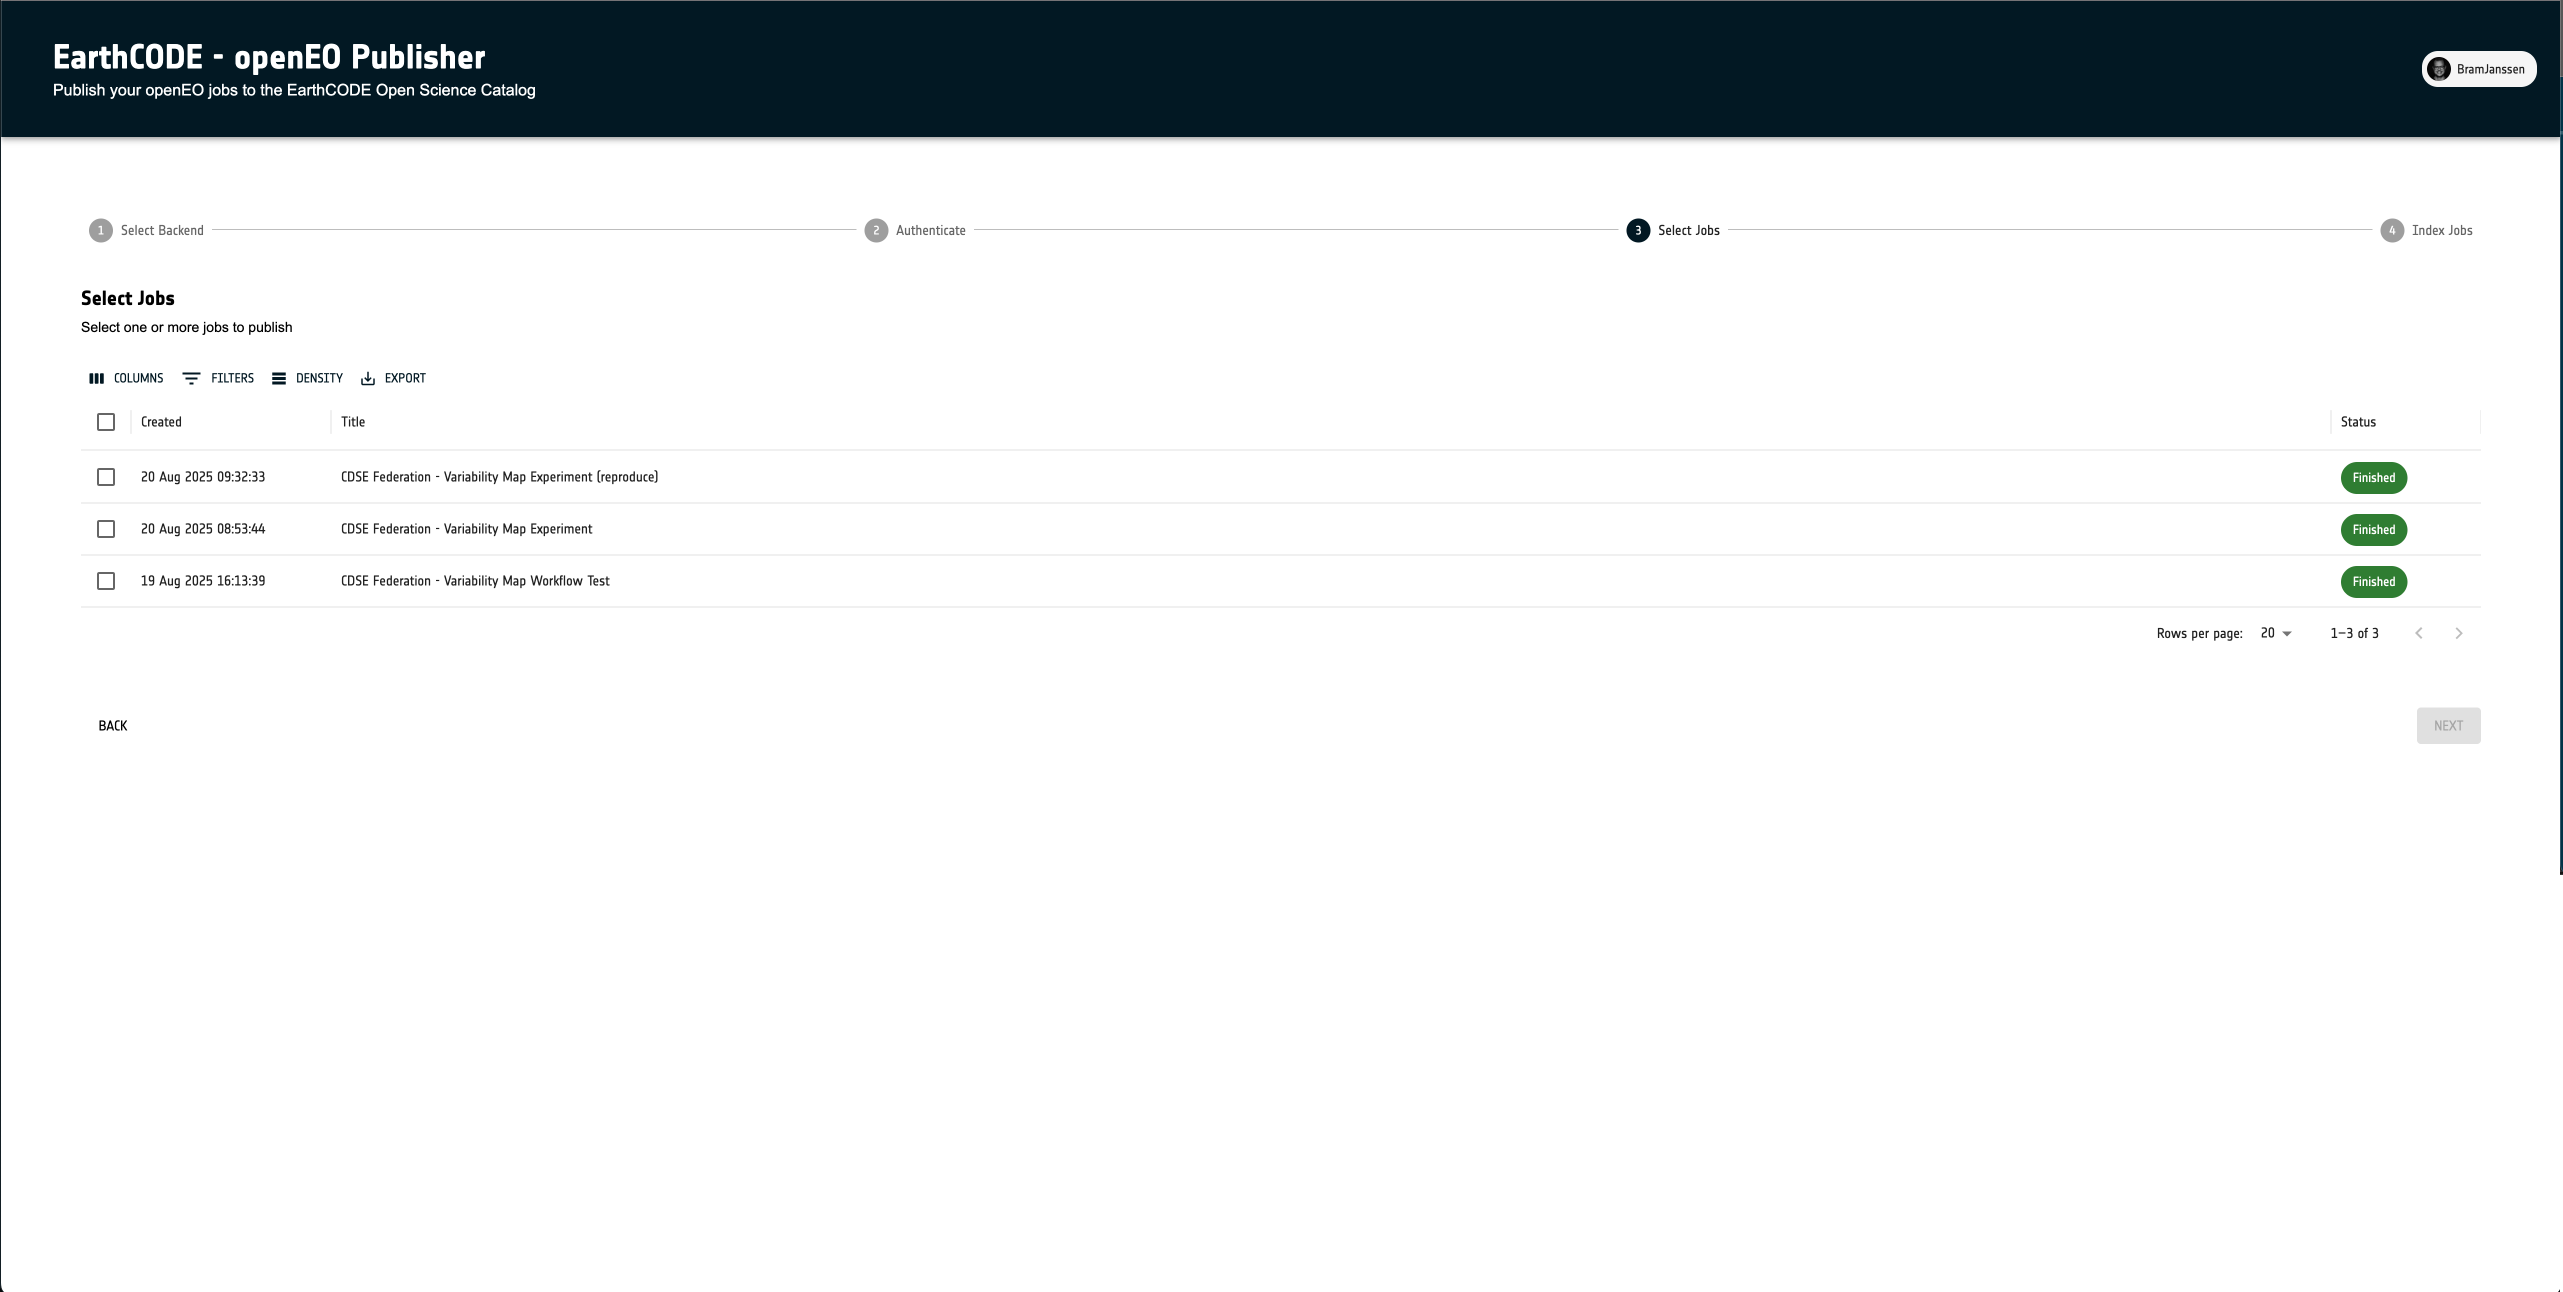 EarthCODE - openEO Publisher
Publish your openEO jobs to the EarthCODE Open Science Catalog
BramJanssen
1 Select Backend
2 Authenticate
3 Select Jobs
4 Index Jobs
Select Jobs
Select one or more jobs to publish
COLUMNS FILTERS DENSITY EXPORT
Created Title Status
20 Aug 2025 09:32:33 CDSE Federation - Variability Map Experiment (reproduce) Finished
20 Aug 2025 08:53:44 CDSE Federation - Variability Map Experiment Finished
19 Aug 2025 16:13:39 CDSE Federation - Variability Map Workflow Test Finished
Rows per page: 20 1–3 of 3
BACK NEXT